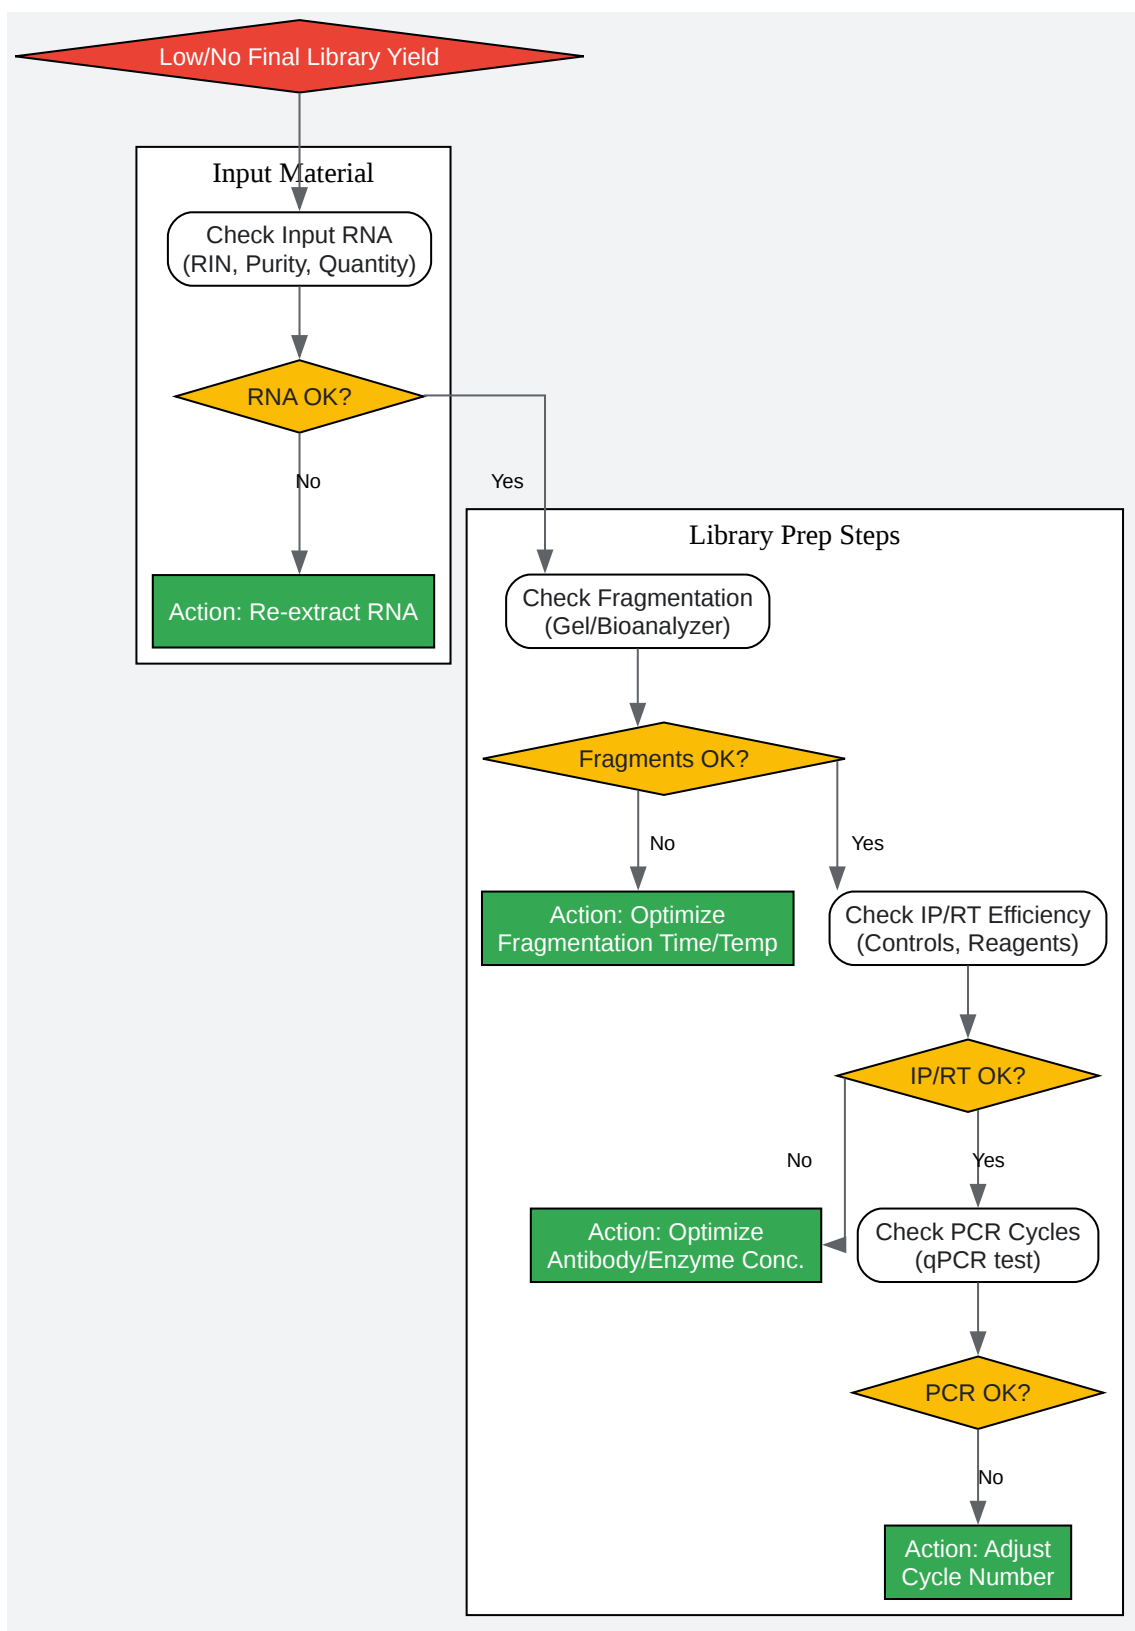 Low/No Final Library Yield
Input Material
Check Input RNA
(RIN, Purity, Quantity)
RNA OK?
No
Yes
Action: Re-extract RNA
Library Prep Steps
Check Fragmentation
(Gel/Bioanalyzer)
Fragments OK?
No
Yes
Action: Optimize
Fragmentation Time/Temp
Check IP/RT Efficiency
(Controls, Reagents)
IP/RT OK?
No
Yes
Action: Optimize
Antibody/Enzyme Conc.
Check PCR Cycles
(qPCR test)
PCR OK?
No
Action: Adjust
Cycle Number